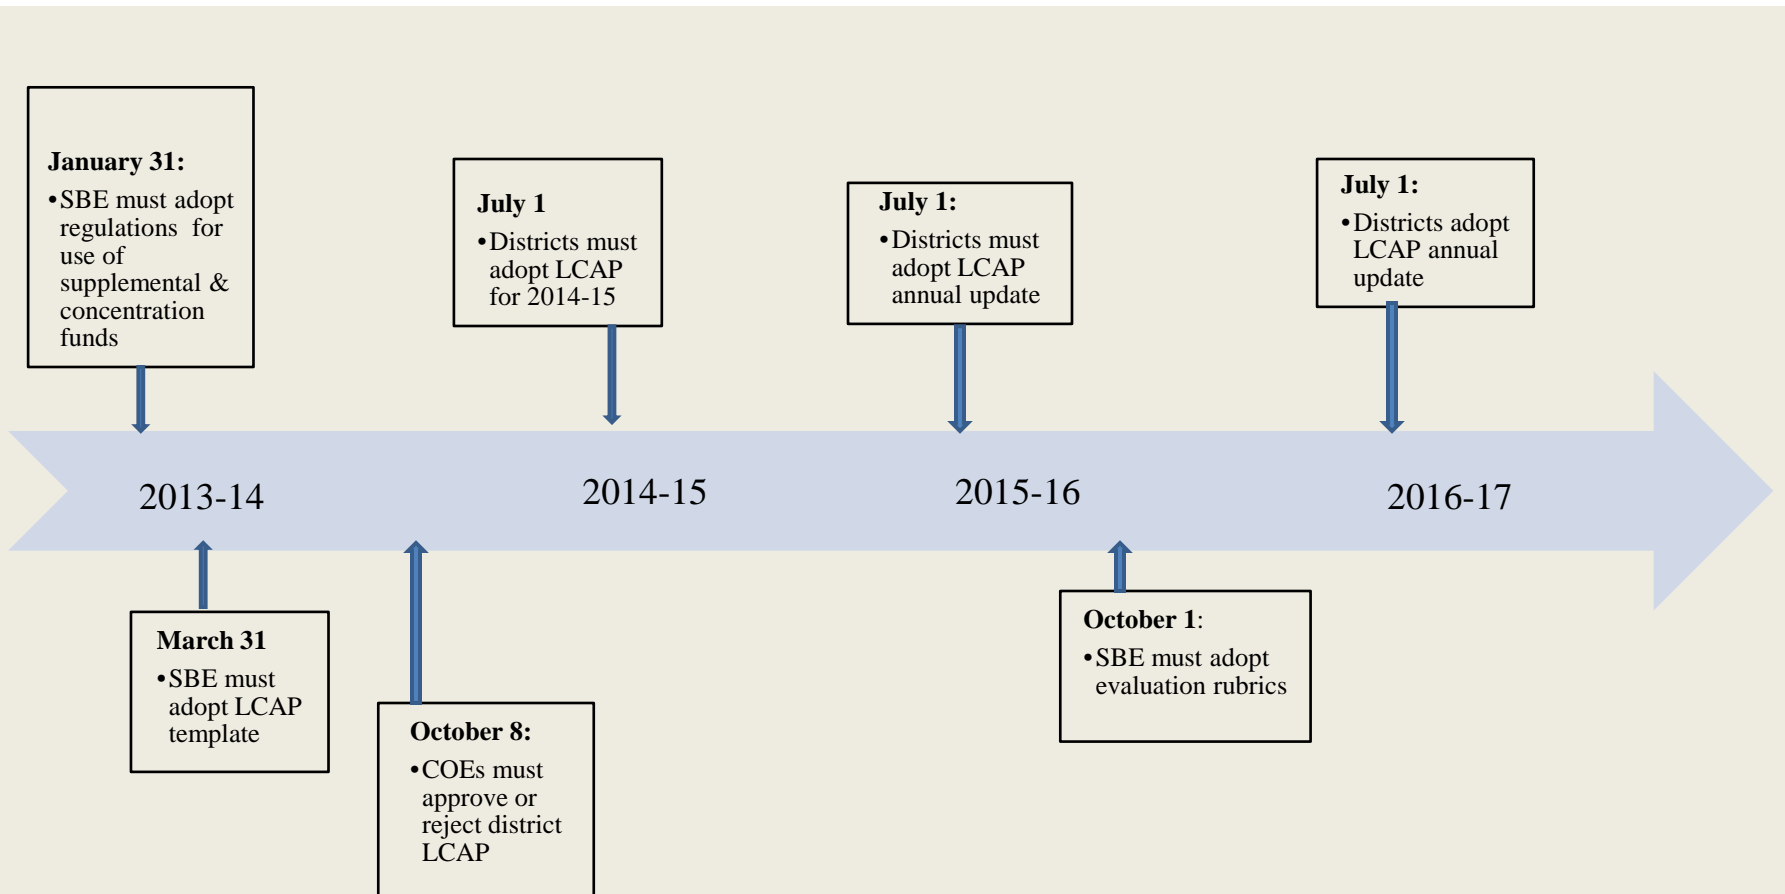 January 31:
•SBE must adopt
regulations for
use of
supplemental &
concentration
funds
July 1
•Districts must
adopt LCAP
for 2014-15
July 1:
•Districts must
adopt LCAP
annual update
July 1:
•Districts adopt
LCAP annual
update
2013-14
2014-15
2015-16
2016-17
March 31
•SBE must
adopt LCAP
template
October 8:
•COEs must
approve or
reject district
LCAP
October 1:
•SBE must adopt
evaluation rubrics